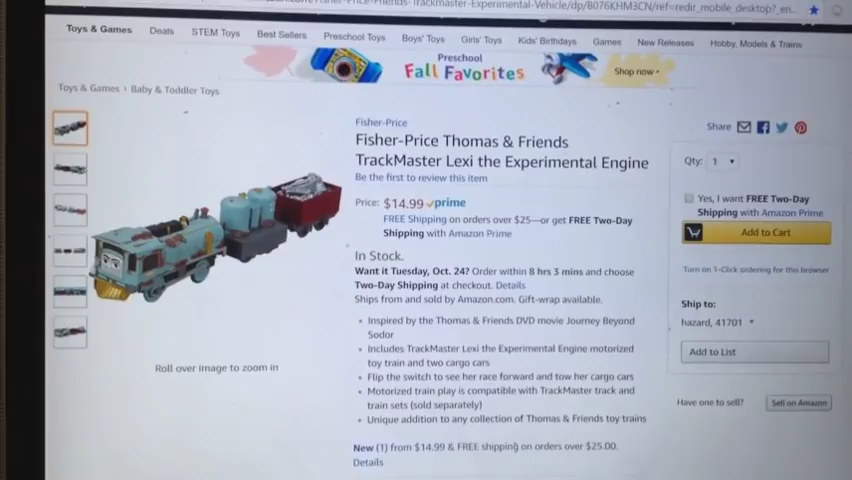 -Price-Friends-Trackmaster-Experimental-Vehicle/dp/B076KHM3CN/ref=redir_mobile_desktop?_en...
Toys & Games Deals STEM Toys Best Sellers Preschool Toys Boys' Toys Girls' Toys Kids' Birthdays Games New Releases Hobby, Models & Trains
Preschool
Fall Favorites
Shop now
Toys & Games › Baby & Toddler Toys
Fisher-Price
Fisher-Price Thomas & Friends
TrackMaster Lexi the Experimental Engine
Be the first to review this item
Price: $14.99 prime
FREE Shipping on orders over $25—or get FREE Two-Day
Shipping with Amazon Prime
In Stock.
Want it Tuesday, Oct. 24? Order within 8 hrs 3 mins and choose
Two-Day Shipping at checkout. Details
Ships from and sold by Amazon.com. Gift-wrap available.
• Inspired by the Thomas & Friends DVD movie Journey Beyond
Sodor
• Includes TrackMaster Lexi the Experimental Engine motorized
toy train and two cargo cars
• Flip the switch to see her race forward and tow her cargo cars
• Motorized train play is compatible with TrackMaster track and
train sets (sold separately)
• Unique addition to any collection of Thomas & Friends toy trains
New (1) from $14.99 & FREE shipping on orders over $25.00.
Details
Roll over image to zoom in
Share
Qty: 1
Yes, I want FREE Two-Day
Shipping with Amazon Prime
Add to Cart
Turn on 1-Click ordering for this browser
Ship to:
hazard, 41701
Add to List
Have one to sell? Sell on Amazon